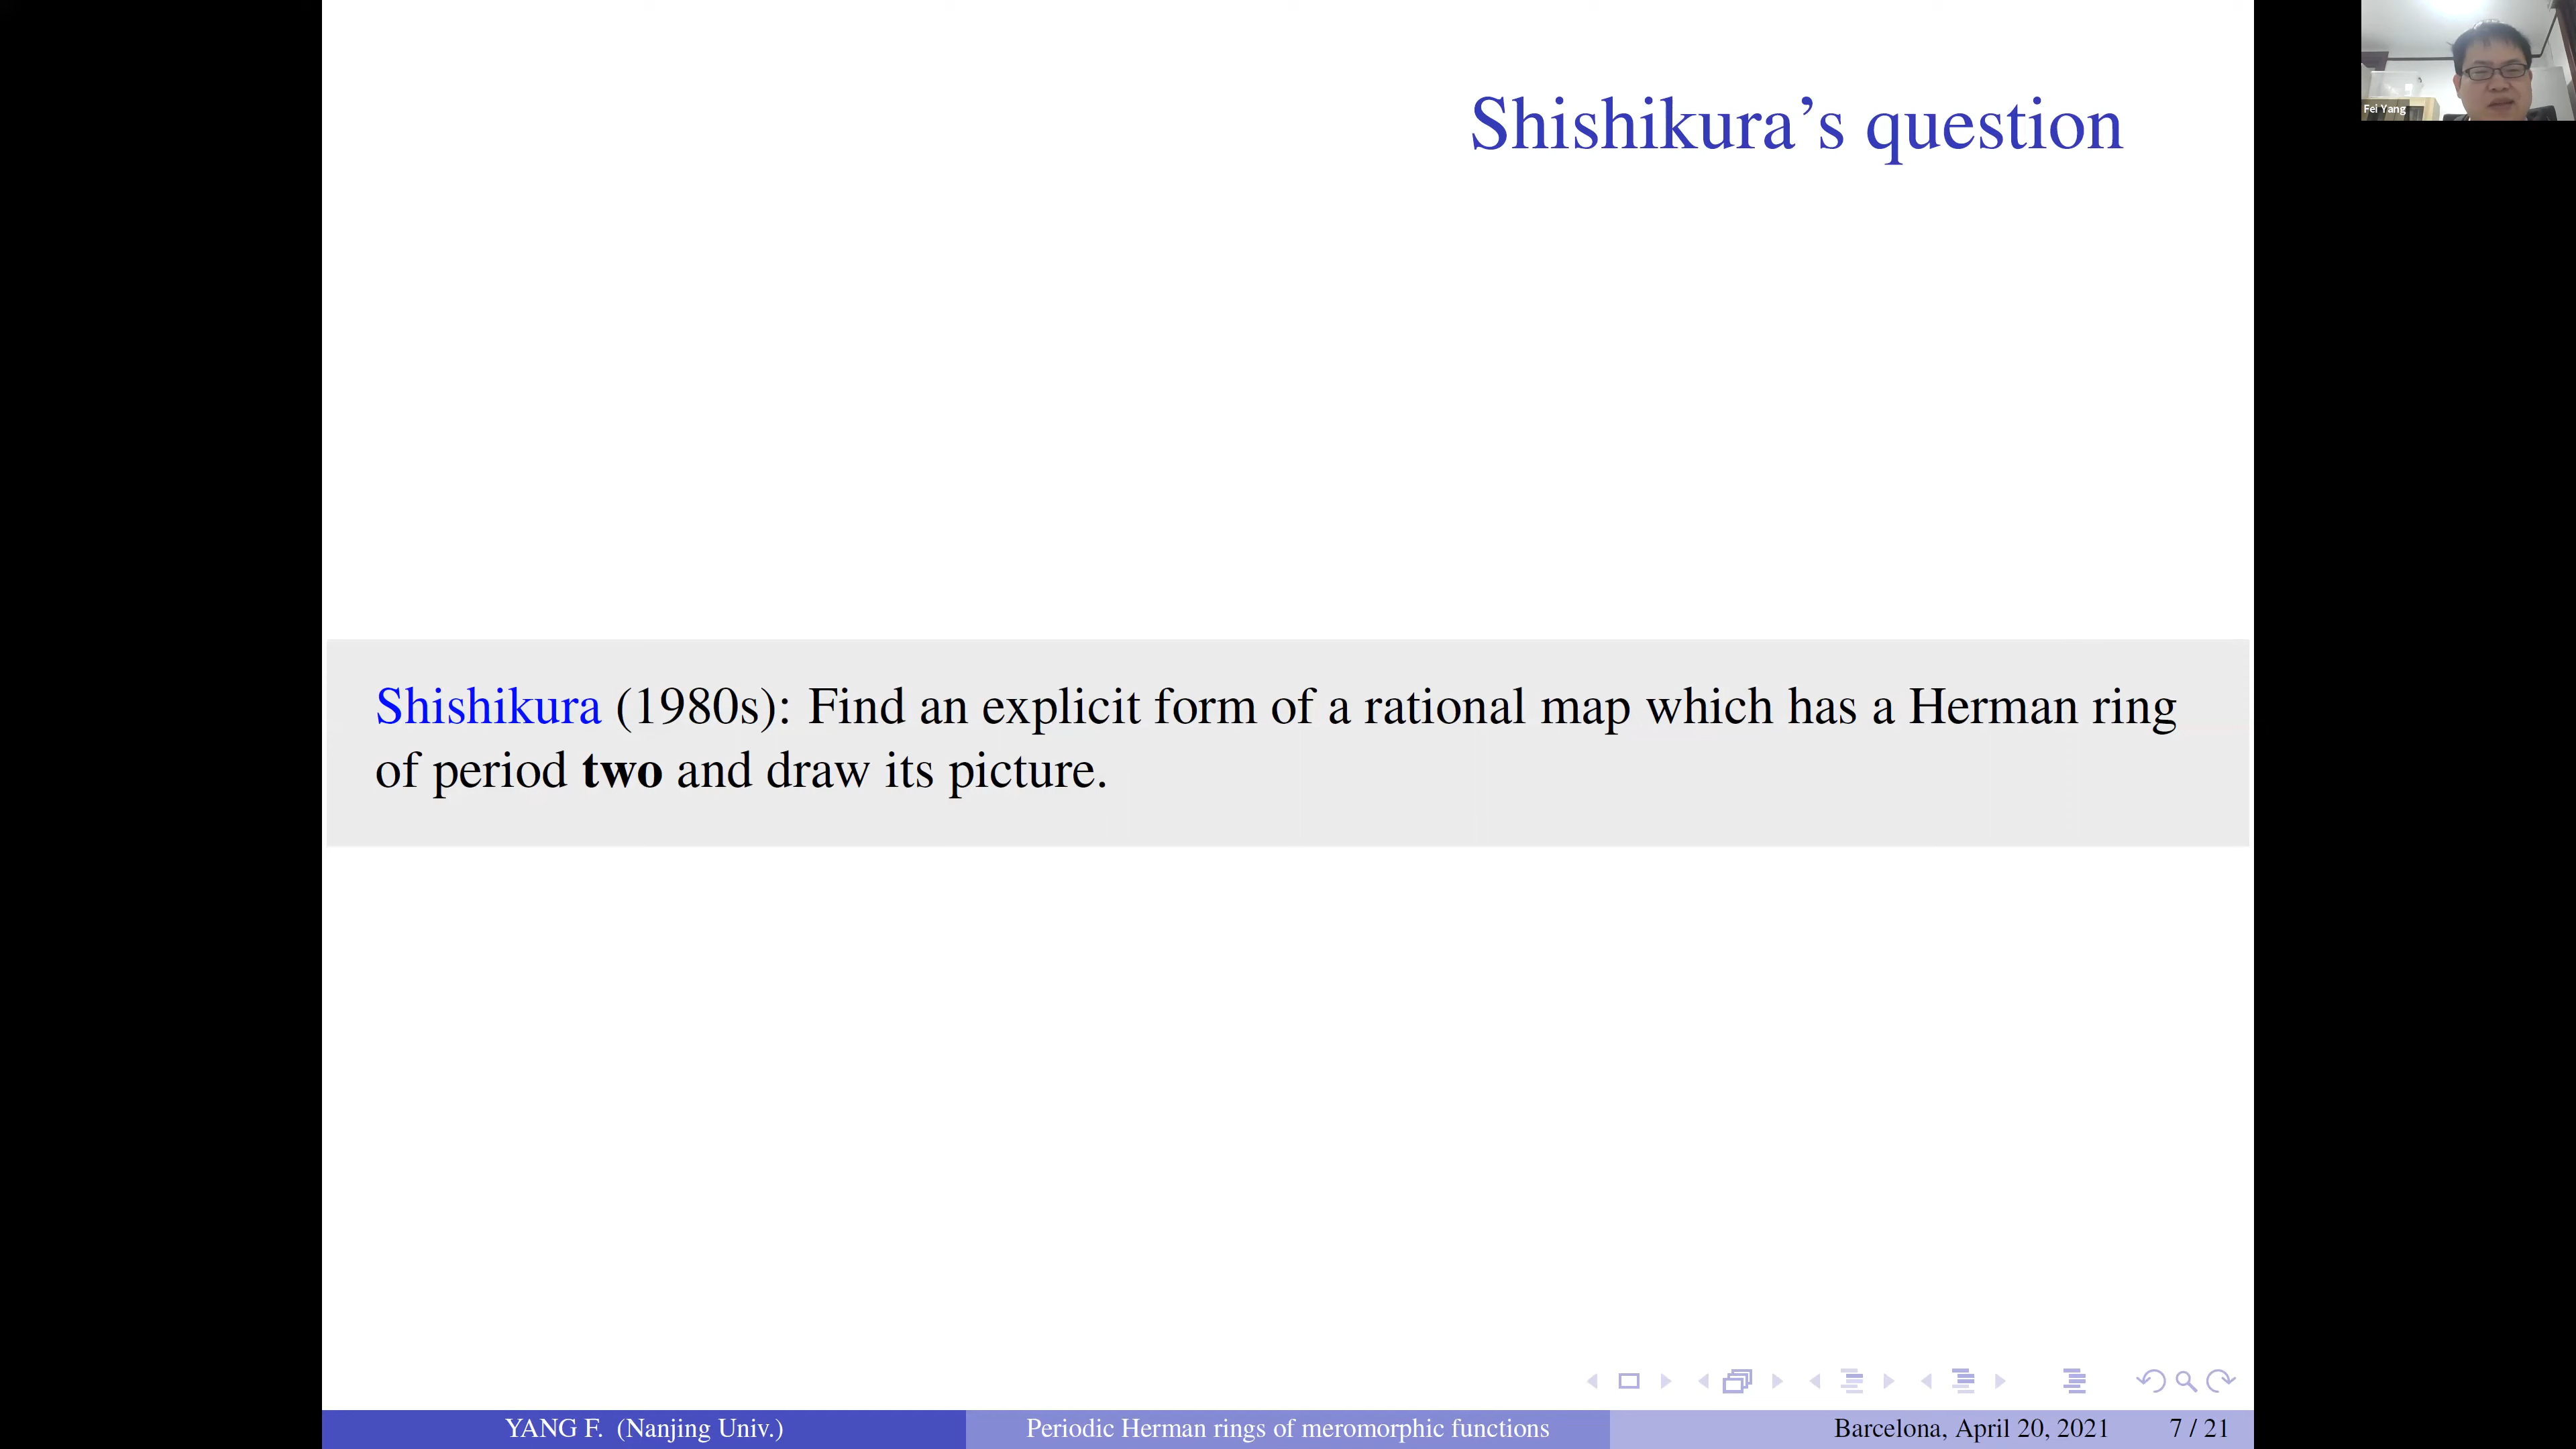 Shishikura's question
Fei Yang
Shishikura (1980s): Find an explicit form of a rational map which has a Herman ring
of period two and draw its picture.
YANG F. (Nanjing Univ.) Periodic Herman rings of meromorphic functions Barcelona, April 20, 2021 7 / 21